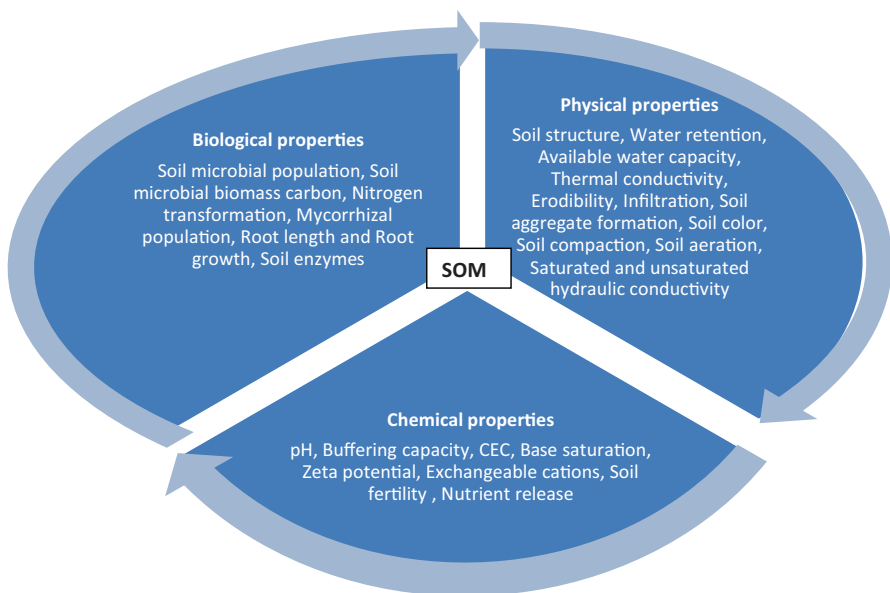 Biological properties
Soil microbial population, Soil
microbial biomass carbon, Nitrogen
transformation, Mycorrhizal
population, Root length and Root
growth, Soil enzymes
Physical properties
Soil structure, Water retention,
Available water capacity,
Thermal conductivity,
Erodibility, Infiltration, Soil
aggregate formation, Soil color,
Soil compaction, Soil aeration,
Saturated and unsaturated
hydraulic conductivity
SOM
Chemical properties
pH, Buffering capacity, CEC, Base saturation,
Zeta potential, Exchangeable cations, Soil
fertility , Nutrient release